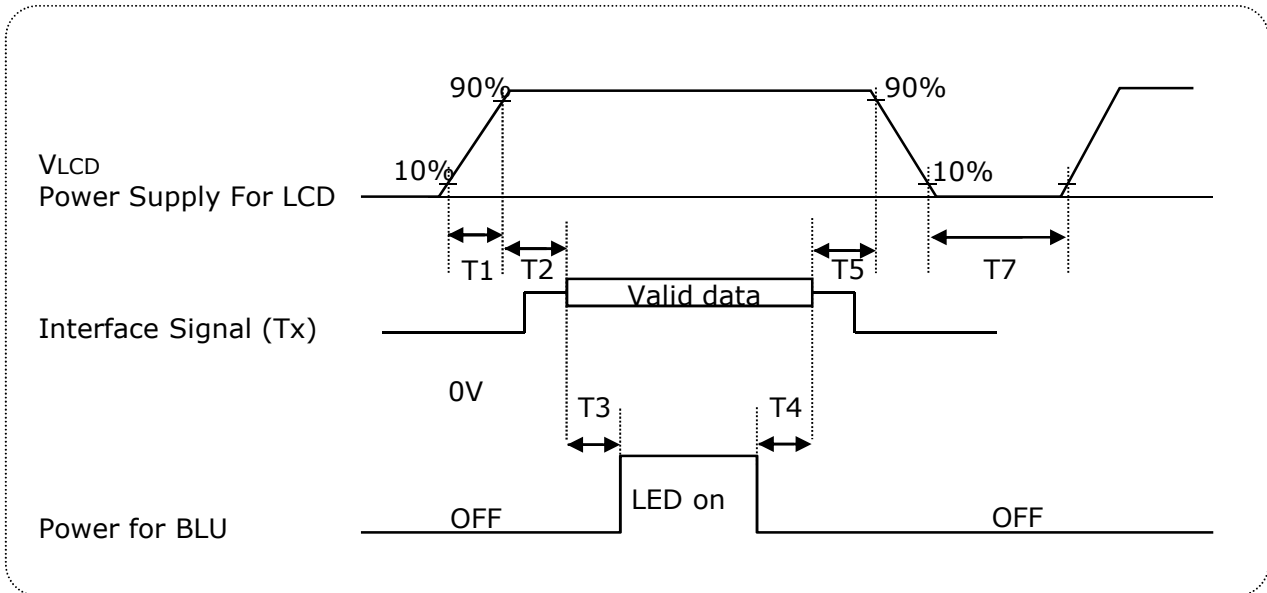 90%
90%
VLCD
10%
10%
Power Supply For LCD
T1
T2
T5
T7
Valid data
Interface Signal (Tx)
0V
T3
T4
LED on
OFF
OFF
Power for BLU